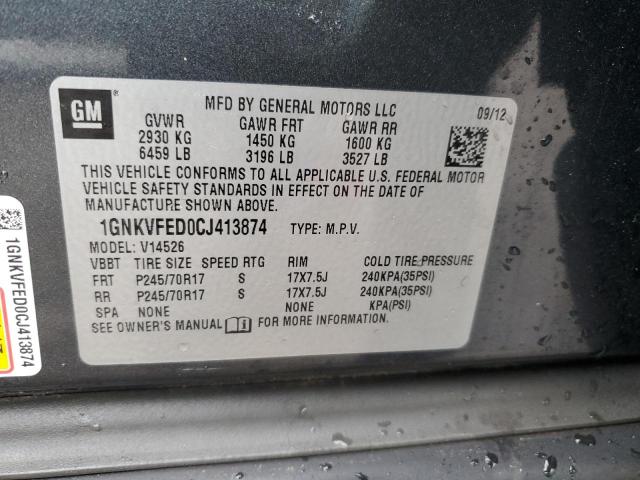 GM
MFD BY GENERAL MOTORS LLC
09/12
GVWR GAWR FRT GAWR RR
2930 KG 1450 KG 1600 KG
6459 LB 3196 LB 3527 LB
THIS VEHICLE CONFORMS TO ALL APPLICABLE U.S. FEDERAL MOTOR
VEHICLE SAFETY STANDARDS IN EFFECT ON THE DATE OF
MANUFACTURE SHOWN ABOVE.
1GNKVFED0CJ413874 TYPE: M.P.V.
MODEL: V14526
VBBT TIRE SIZE SPEED RTG RIM COLD TIRE PRESSURE
FRT P245/70R17 S 17X7.5J 240KPA(35PSI)
RR P245/70R17 S 17X7.5J 240KPA(35PSI)
SPA NONE NONE KPA(PSI)
SEE OWNER'S MANUAL FOR MORE INFORMATION.
1GNKVFED0CJ413874